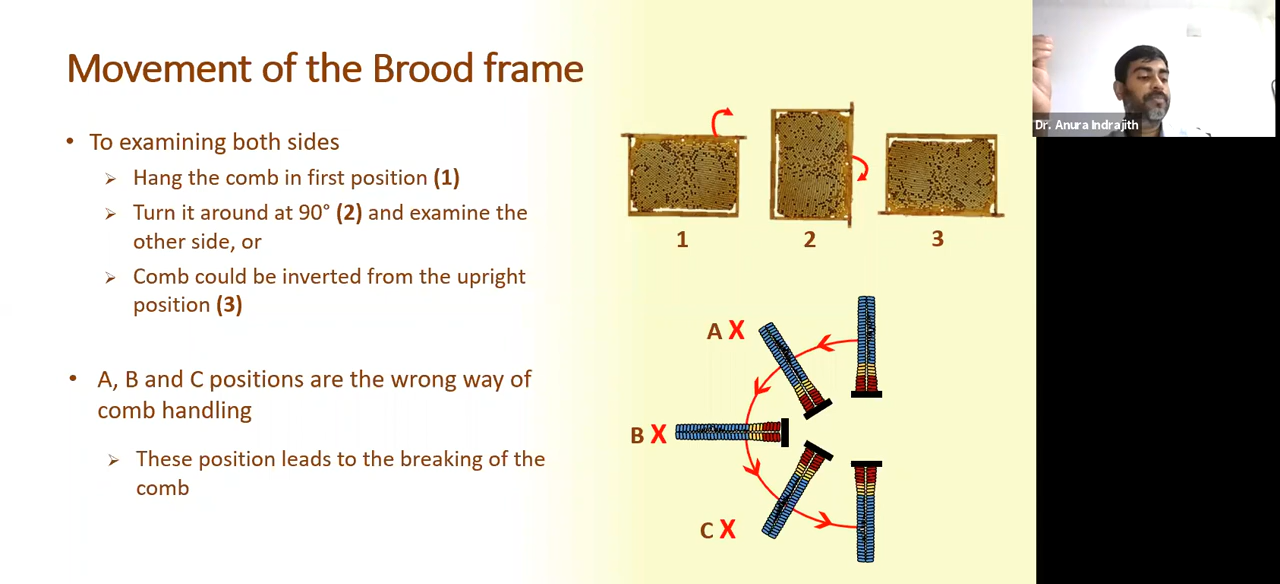 Movement of the Brood frame
• To examining both sides
➢ Hang the comb in first position (1)
➢ Turn it around at 90° (2) and examine the
other side, or
➢ Comb could be inverted from the upright
position (3)
• A, B and C positions are the wrong way of
comb handling
➢ These position leads to the breaking of the
comb
1
2
3
A X
B X
C X
Dr. Anura Indrajith